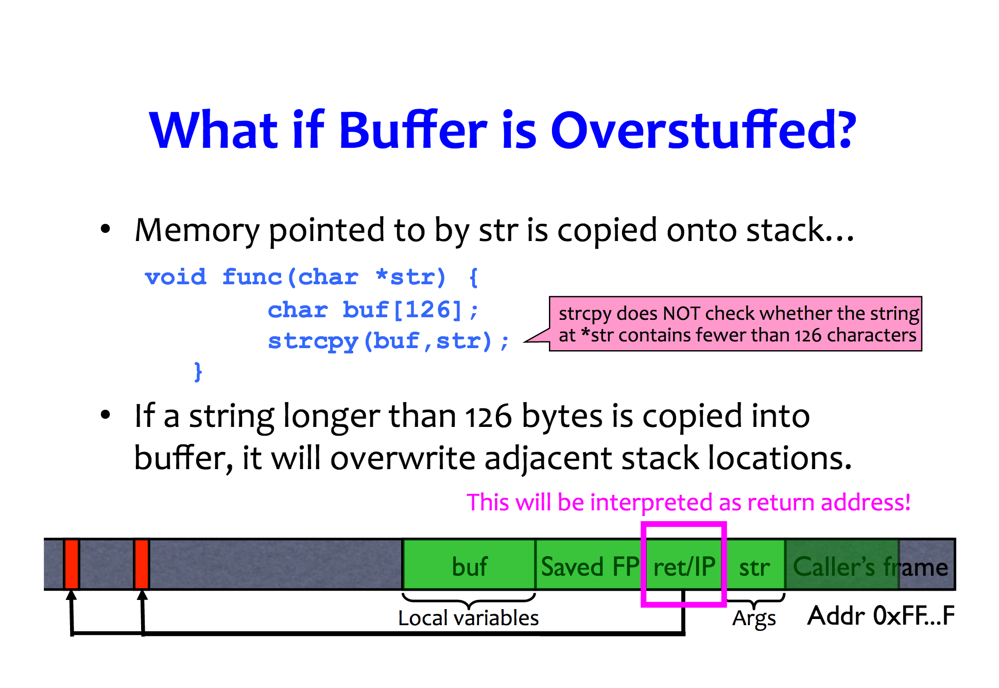 What if Buffer is Overstuffed?
• Memory pointed to by str is copied onto stack…
void func(char *str) {
char buf[126];
strcpy(buf,str);
}
strcpy does NOT check whether the string
at *str contains fewer than 126 characters
• If a string longer than 126 bytes is copied into
buffer, it will overwrite adjacent stack locations.
This will be interpreted as return address!
buf Saved FP ret/IP str Caller's frame
Local variables Args Addr 0xFF...F